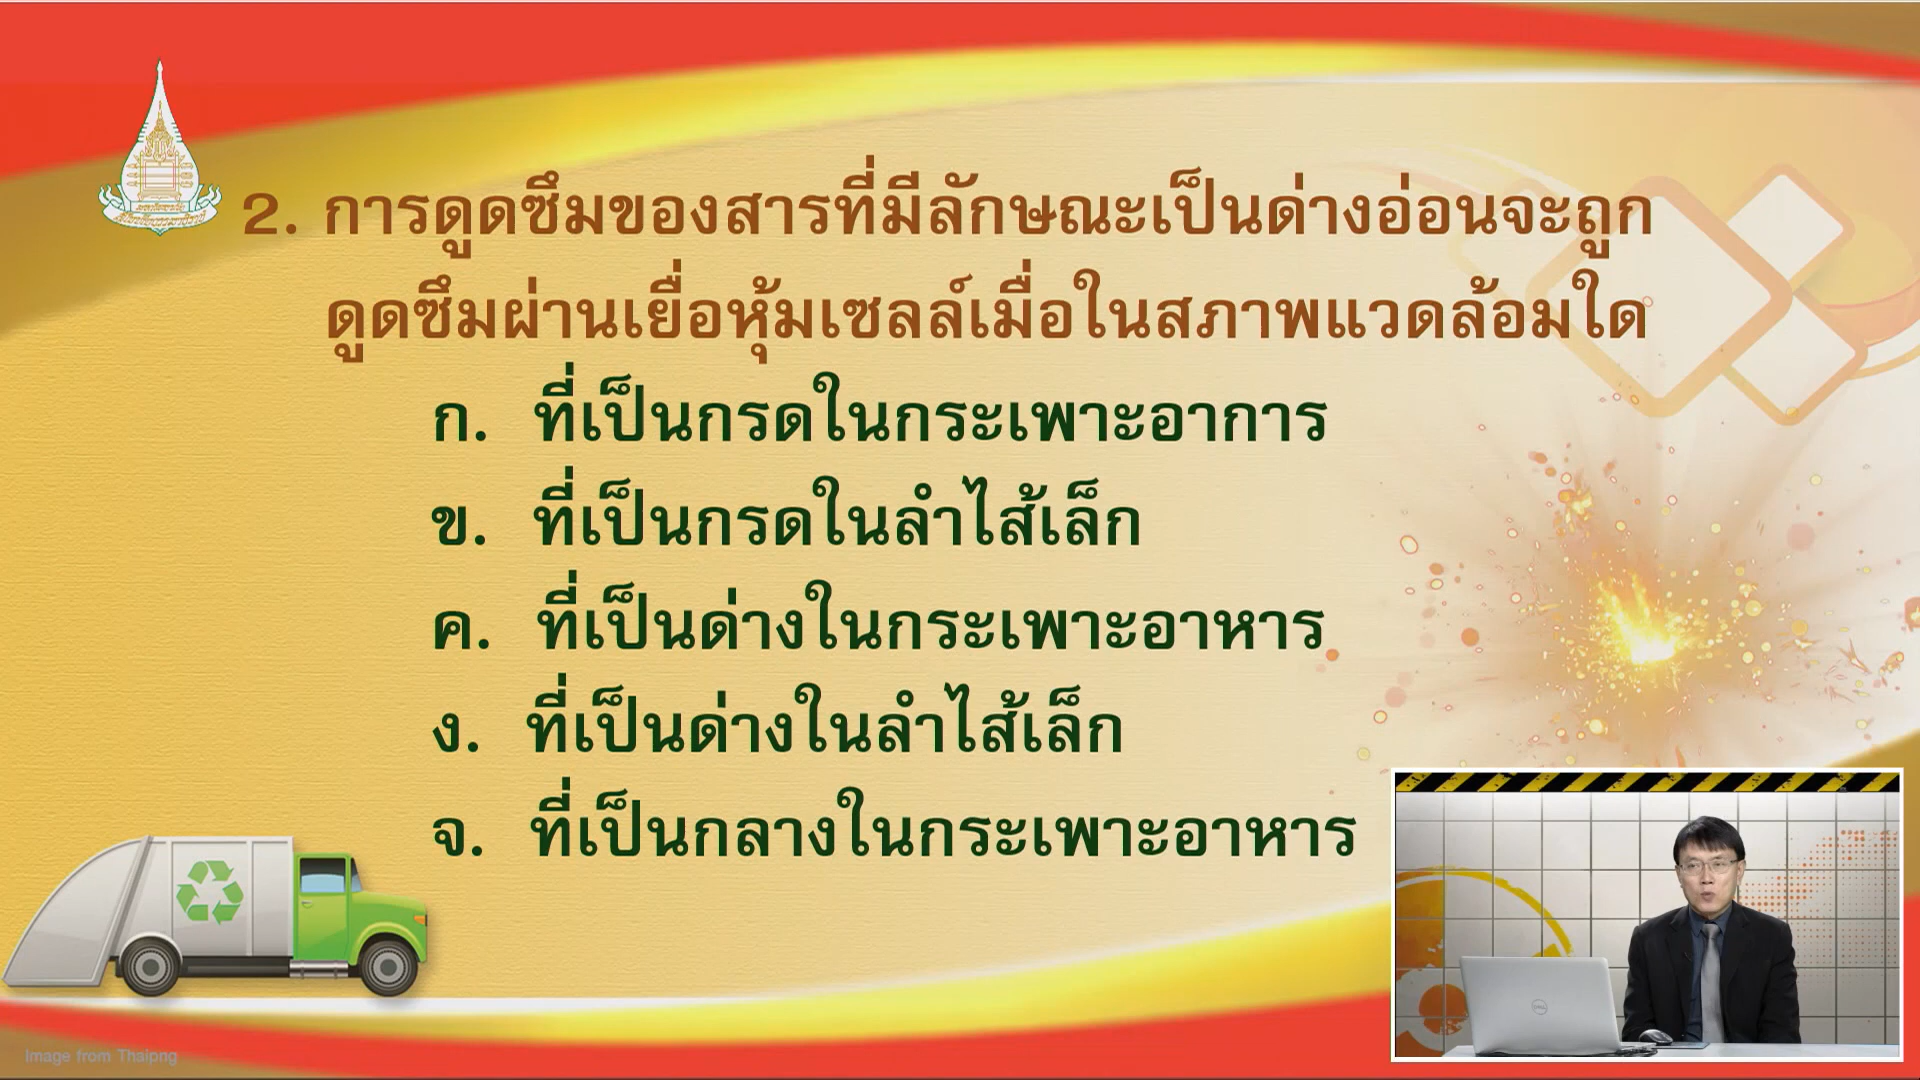 2. การดูดซึมของสารที่มีลักษณะเป็นด่างอ่อนจะถูก
ดูดซึมผ่านเยื่อหุ้มเซลล์เมื่อในสภาพแวดล้อมใด
ก. ที่เป็นกรดในกระเพาะอาการ
ข. ที่เป็นกรดในลำไส้เล็ก
ค. ที่เป็นด่างในกระเพาะอาหาร
ง. ที่เป็นด่างในลำไส้เล็ก
จ. ที่เป็นกลางในกระเพาะอาหาร
Image from Thaipng